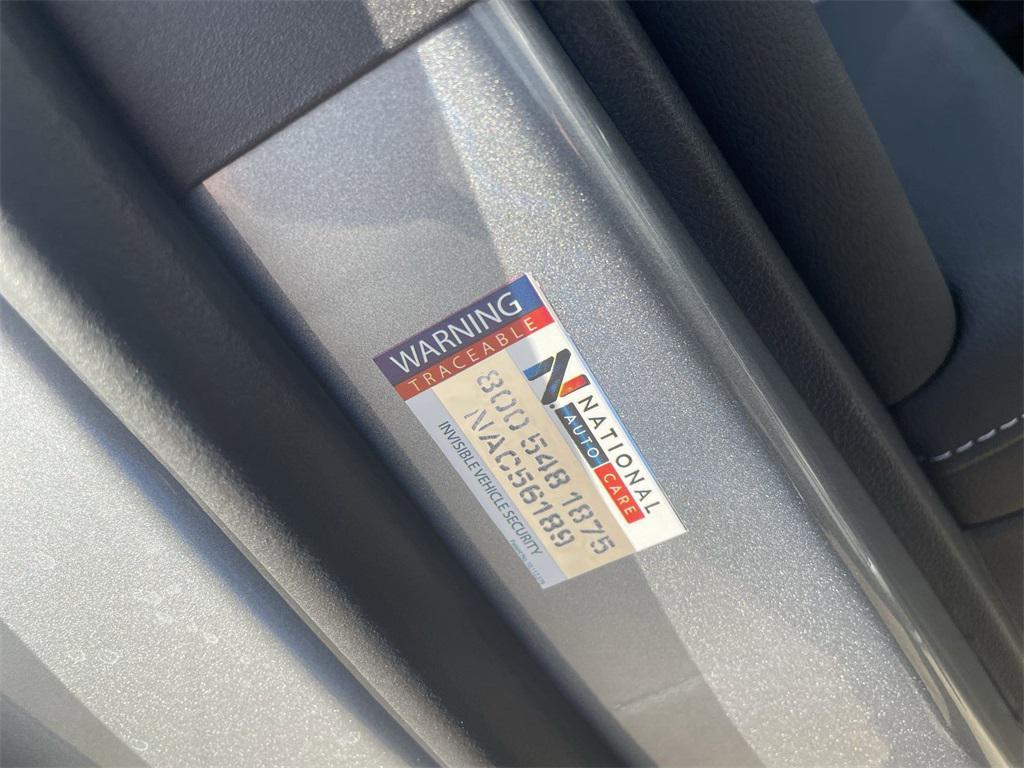 WARNING
TRACEABLE
N.
NATIONAL
AUTO CARE
800 548 1875
NAC56189
INVISIBLE VEHICLE SECURITY